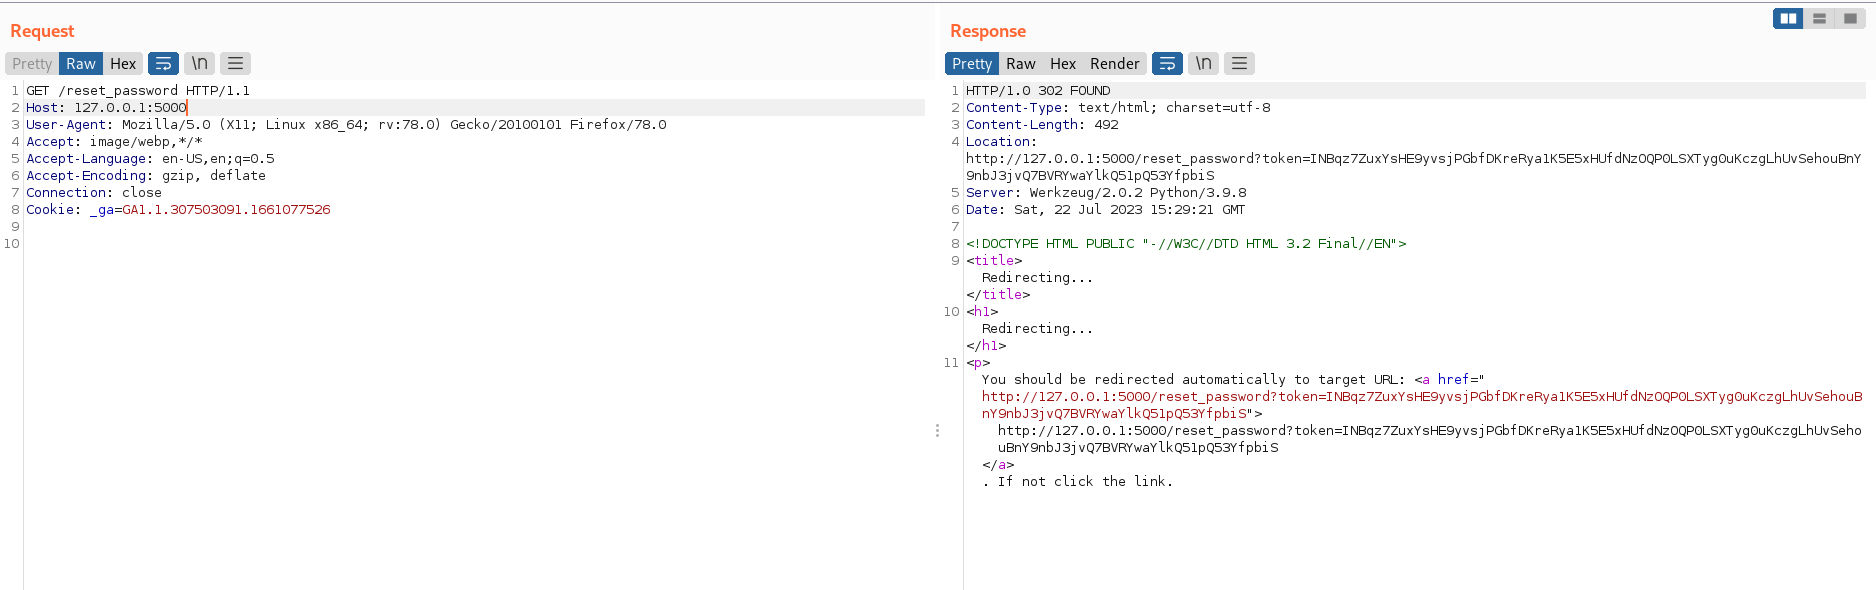 Request
Pretty Raw Hex \n
1 GET /reset_password HTTP/1.1
2 Host: 127.0.0.1:5000
3 User-Agent: Mozilla/5.0 (X11; Linux x86_64; rv:78.0) Gecko/20100101 Firefox/78.0
4 Accept: image/webp,*/*
5 Accept-Language: en-US,en;q=0.5
6 Accept-Encoding: gzip, deflate
7 Connection: close
8 Cookie: _ga=GA1.1.307503091.1661077526
9
10
Response
Pretty Raw Hex Render \n
1 HTTP/1.0 302 FOUND
2 Content-Type: text/html; charset=utf-8
3 Content-Length: 492
4 Location:
http://127.0.0.1:5000/reset_password?token=INBqz7ZuxYsHE9yvsjPGbfDKreRya1K5E5xHUfdNzOQP0LSXTyg0uKczgLhUvSehouBnY
9nbJ3jvQ7BVRYwaYlkQ51pQ53YfpbiS
5 Server: Werkzeug/2.0.2 Python/3.9.8
6 Date: Sat, 22 Jul 2023 15:29:21 GMT
7
8 <!DOCTYPE HTML PUBLIC "-//W3C//DTD HTML 3.2 Final//EN">
9 <title>
Redirecting...
</title>
10 <h1>
Redirecting...
</h1>
11 <p>
You should be redirected automatically to target URL: <a href="
http://127.0.0.1:5000/reset_password?token=INBqz7ZuxYsHE9yvsjPGbfDKreRya1K5E5xHUfdNzOQP0LSXTyg0uKczgLhUvSehouB
nY9nbJ3jvQ7BVRYwaYlkQ51pQ53YfpbiS">
http://127.0.0.1:5000/reset_password?token=INBqz7ZuxYsHE9yvsjPGbfDKreRya1K5E5xHUfdNzOQP0LSXTyg0uKczgLhUvSeho
uBnY9nbJ3jvQ7BVRYwaYlkQ51pQ53YfpbiS
</a>
. If not click the link.